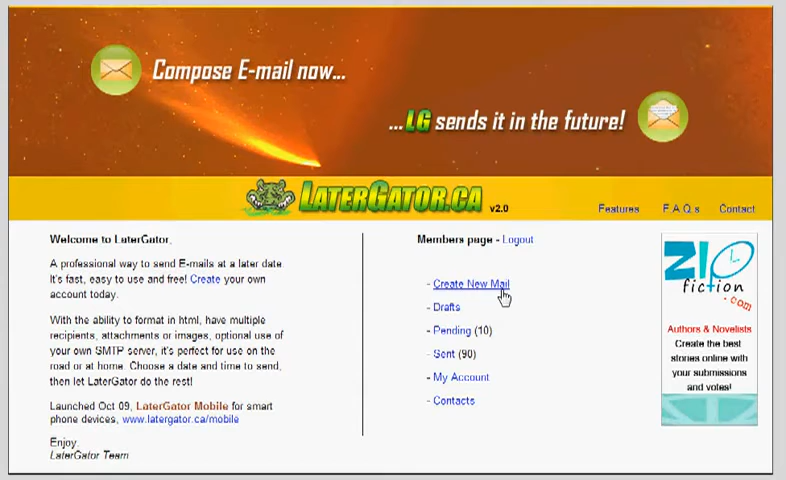 Compose E-mail now...
...LG sends it in the future!
LATERGATOR.CA v2.0
Features F.A.Q.s Contact
Welcome to LaterGator,
A professional way to send E-mails at a later date.
It's fast, easy to use and free! Create your own
account today.
With the ability to format in html, have multiple
recipients, attachments or images, optional use of
your own SMTP server, it's perfect for use on the
road or at home. Choose a date and time to send,
then let LaterGator do the rest!
Launched Oct 09, LaterGator Mobile for smart
phone devices, www.latergator.ca/mobile
Enjoy,
LaterGator Team
Members page - Logout
- Create New Mail
- Drafts
- Pending (10)
- Sent (90)
- My Account
- Contacts
fiction
.com
Authors & Novelists
Create the best
stories online with
your submissions
and votes!